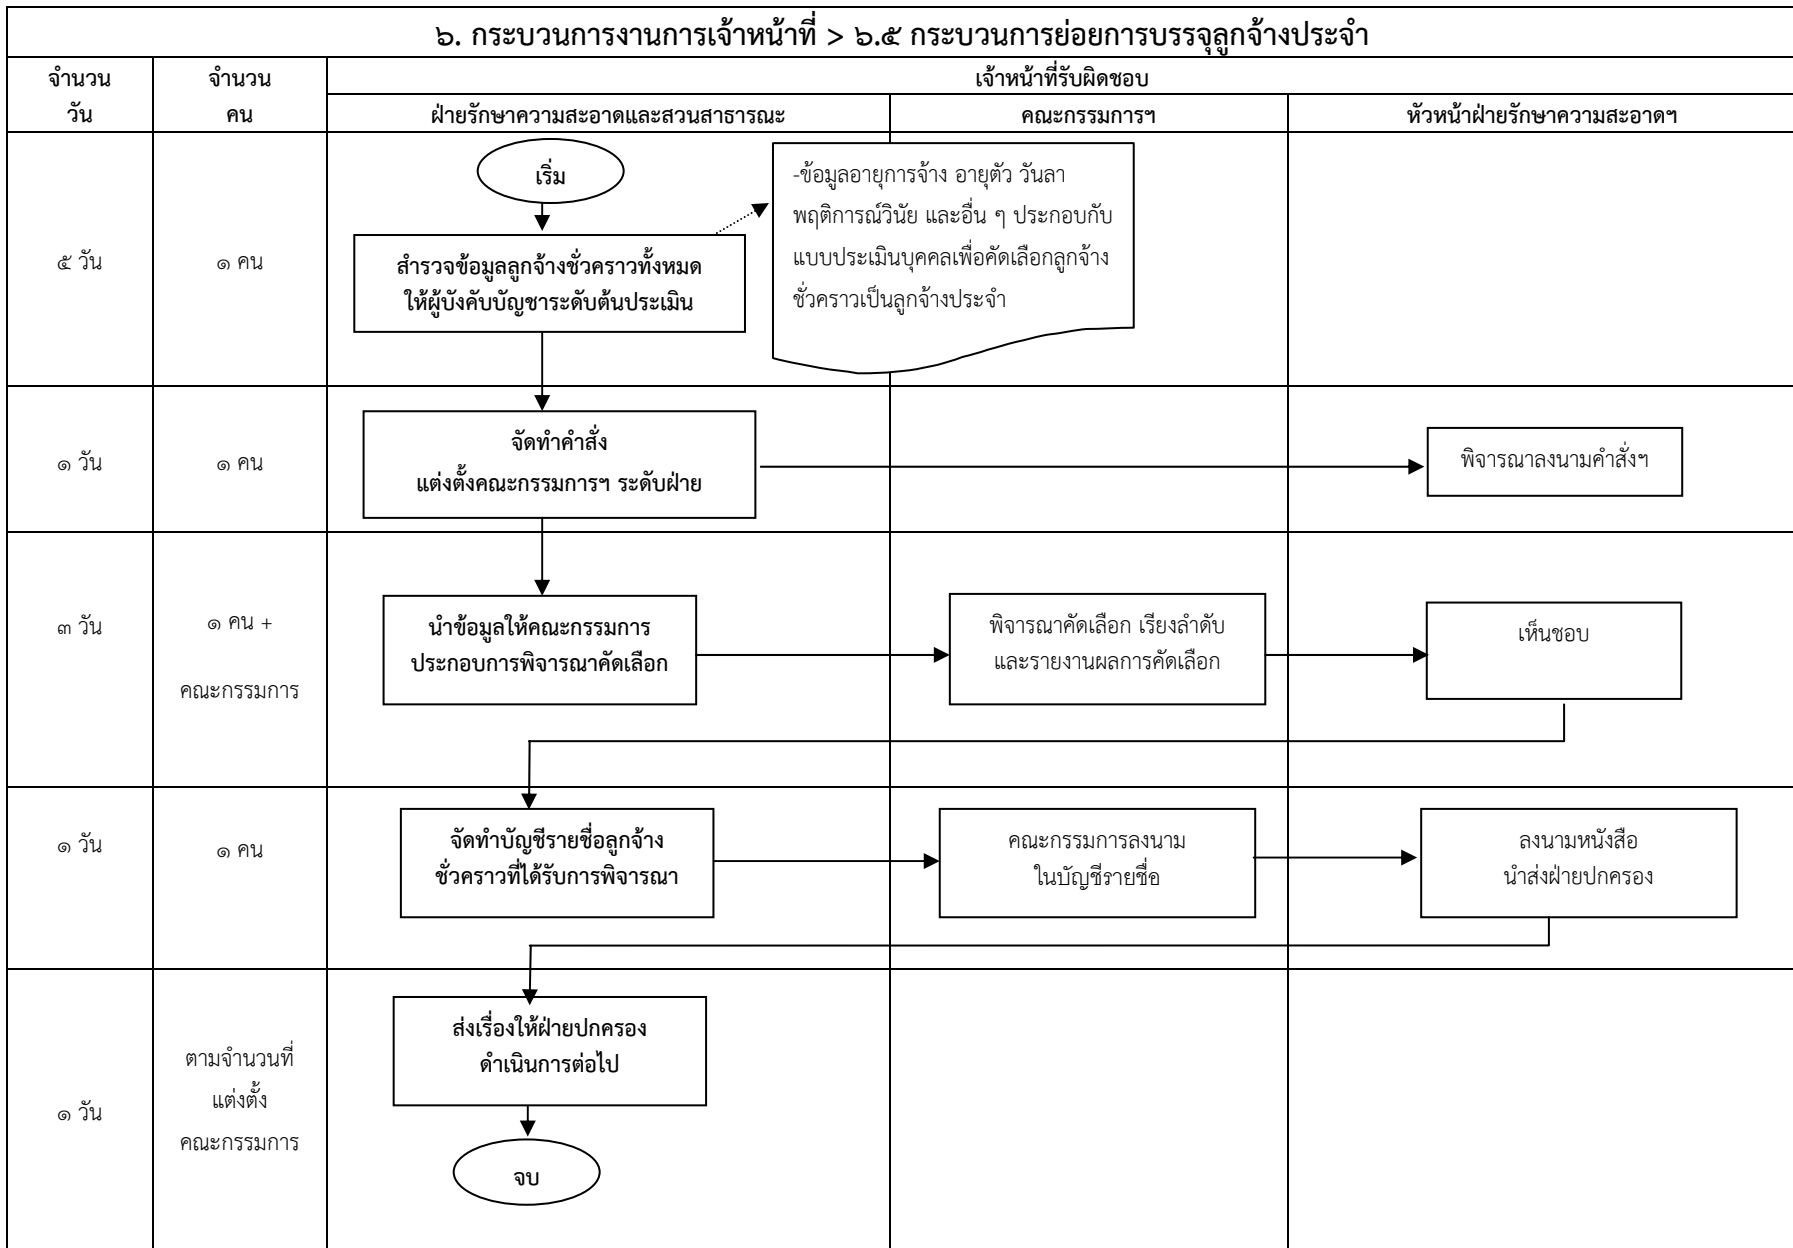 ๖. กระบวนการงานการเจ้าหน้าที่ > ๖.๕ กระบวนการย่อยการบรรจุลูกจ้างประจำ
จำนวน
วัน
จำนวน
คน
เจ้าหน้าที่รับผิดชอบ
ฝ่ายรักษาความสะอาดและสวนสาธารณะ
คณะกรรมการฯ
หัวหน้าฝ่ายรักษาความสะอาดฯ
๕ วัน
๑ คน
เริ่ม
สำรวจข้อมูลลูกจ้างชั่วคราวทั้งหมด
ให้ผู้บังคับบัญชาระดับต้นประเมิน
-ข้อมูลอายุการจ้าง อายุตัว วันลา
พฤติการณ์วินัย และอื่น ๆ ประกอบกับ
แบบประเมินบุคคลเพื่อคัดเลือกลูกจ้าง
ชั่วคราวเป็นลูกจ้างประจำ
๑ วัน
๑ คน
จัดทำคำสั่ง
แต่งตั้งคณะกรรมการฯ ระดับฝ่าย
พิจารณาลงนามคำสั่งฯ
๓ วัน
๑ คน +
คณะกรรมการ
นำข้อมูลให้คณะกรรมการ
ประกอบการพิจารณาคัดเลือก
พิจารณาคัดเลือก เรียงลำดับ
และรายงานผลการคัดเลือก
เห็นชอบ
๑ วัน
๑ คน
จัดทำบัญชีรายชื่อลูกจ้าง
ชั่วคราวที่ได้รับการพิจารณา
คณะกรรมการลงนาม
ในบัญชีรายชื่อ
ลงนามหนังสือ
นำส่งฝ่ายปกครอง
๑ วัน
ตามจำนวนที่
แต่งตั้ง
คณะกรรมการ
ส่งเรื่องให้ฝ่ายปกครอง
ดำเนินการต่อไป
จบ